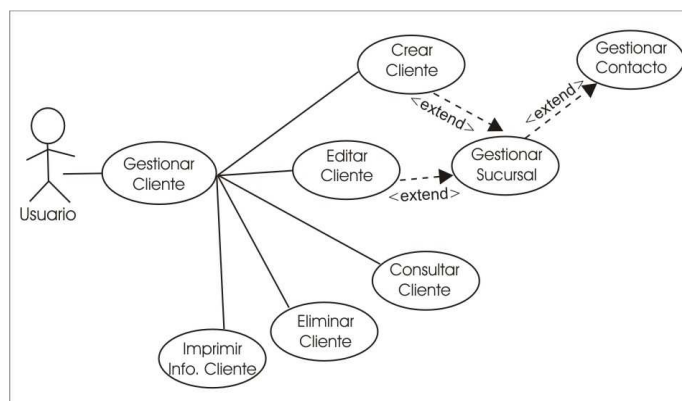 Crear
Cliente
Gestionar
Contacto
<extend>
<extend>
Gestionar
Cliente
Editar
Cliente
Gestionar
Sucursal
<extend>
Usuario
Consultar
Cliente
Eliminar
Cliente
Imprimir
Info. Cliente